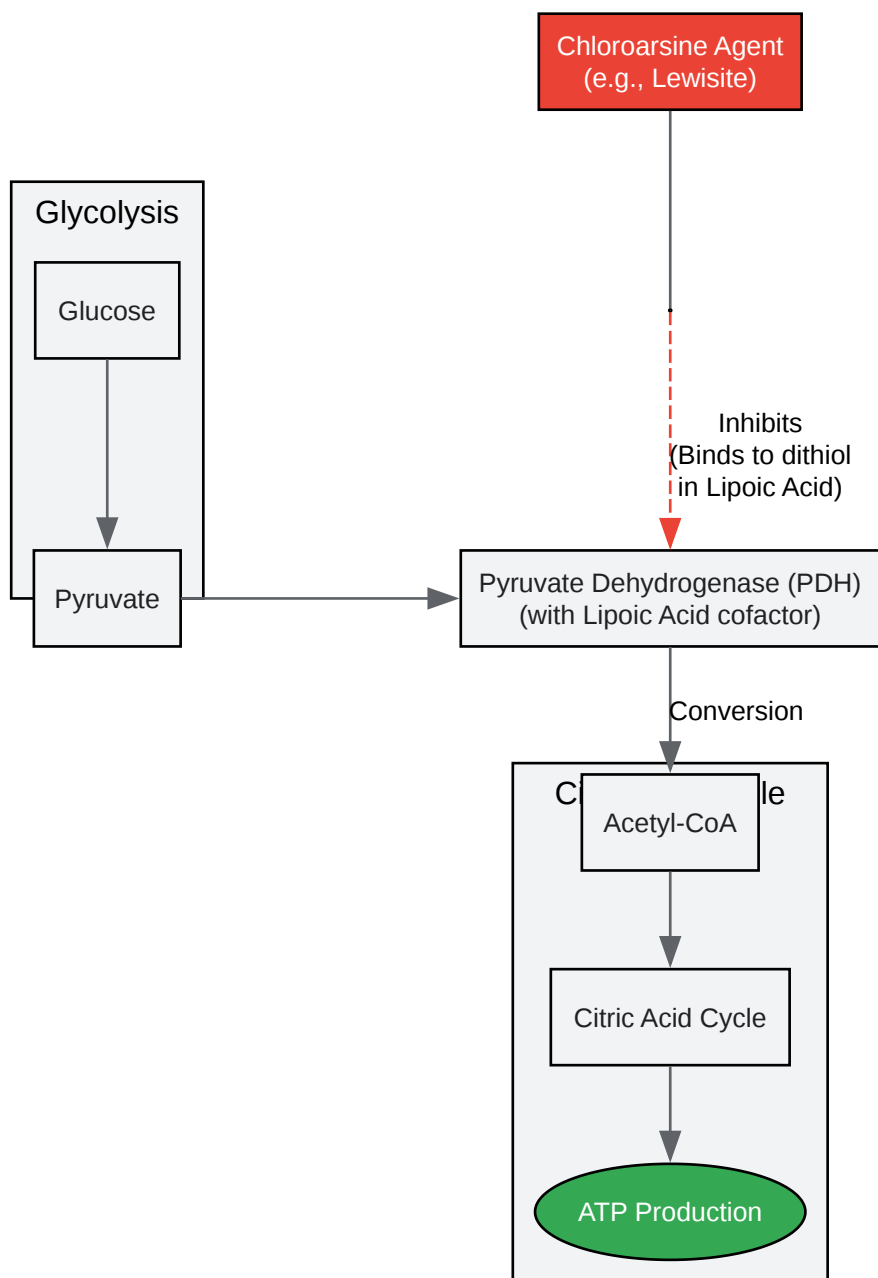 Chloroarsine Agent
(e.g., Lewisite)
Glycolysis
Glucose
Inhibits
(Binds to dithiol
in Lipoic Acid)
Pyruvate
Pyruvate Dehydrogenase (PDH)
(with Lipoic Acid cofactor)
Conversion
Acetyl-CoA
Citric Acid Cycle
ATP Production